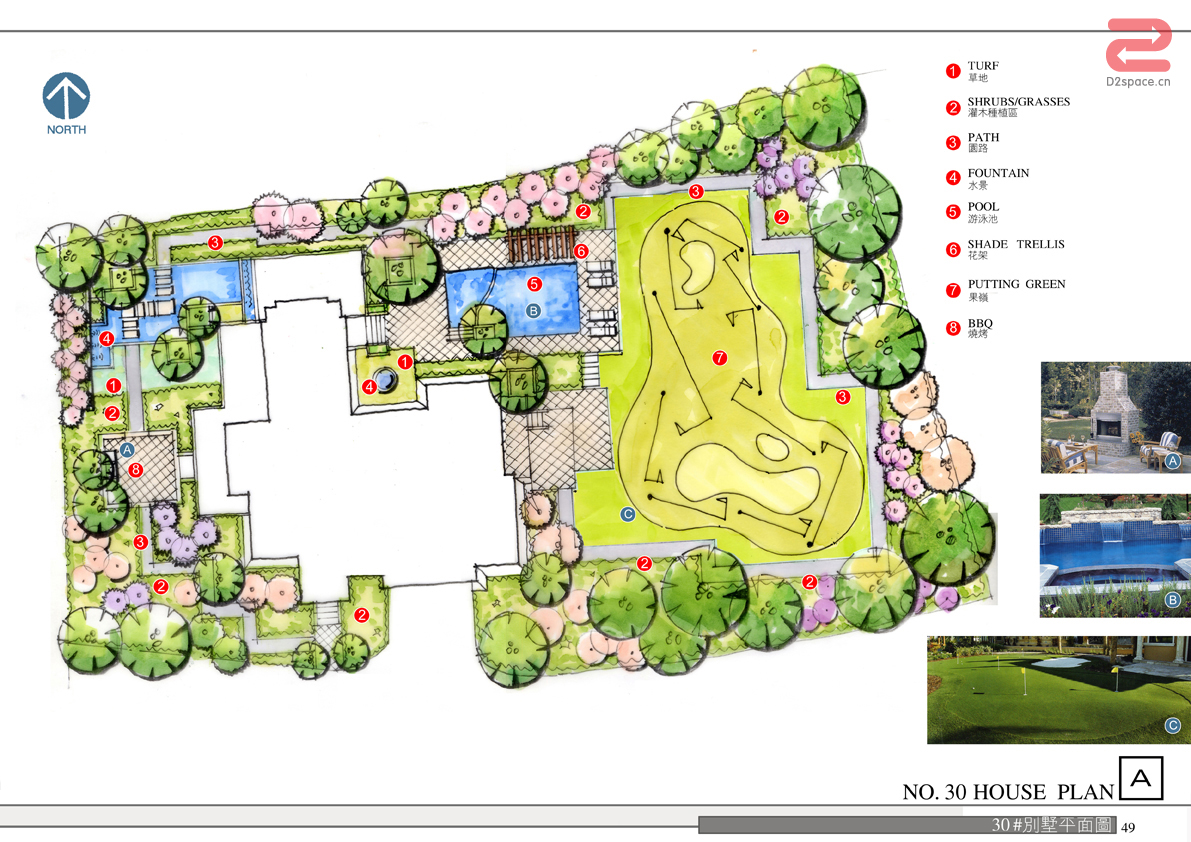 D2space.cn
NORTH
1 TURF
草地
2 SHRUBS/GRASSES
灌木種植區
3 PATH
園路
4 FOUNTAIN
水景
5 POOL
游泳池
6 SHADE TRELLIS
花架
7 PUTTING GREEN
果嶺
8 BBQ
燒烤
3
3
2
2
6
5
B
4
1
4
7
1
2
3
A
8
C
3
2
2
2
2
A
B
C
NO. 30 HOUSE PLAN A
30#別墅平面圖 49